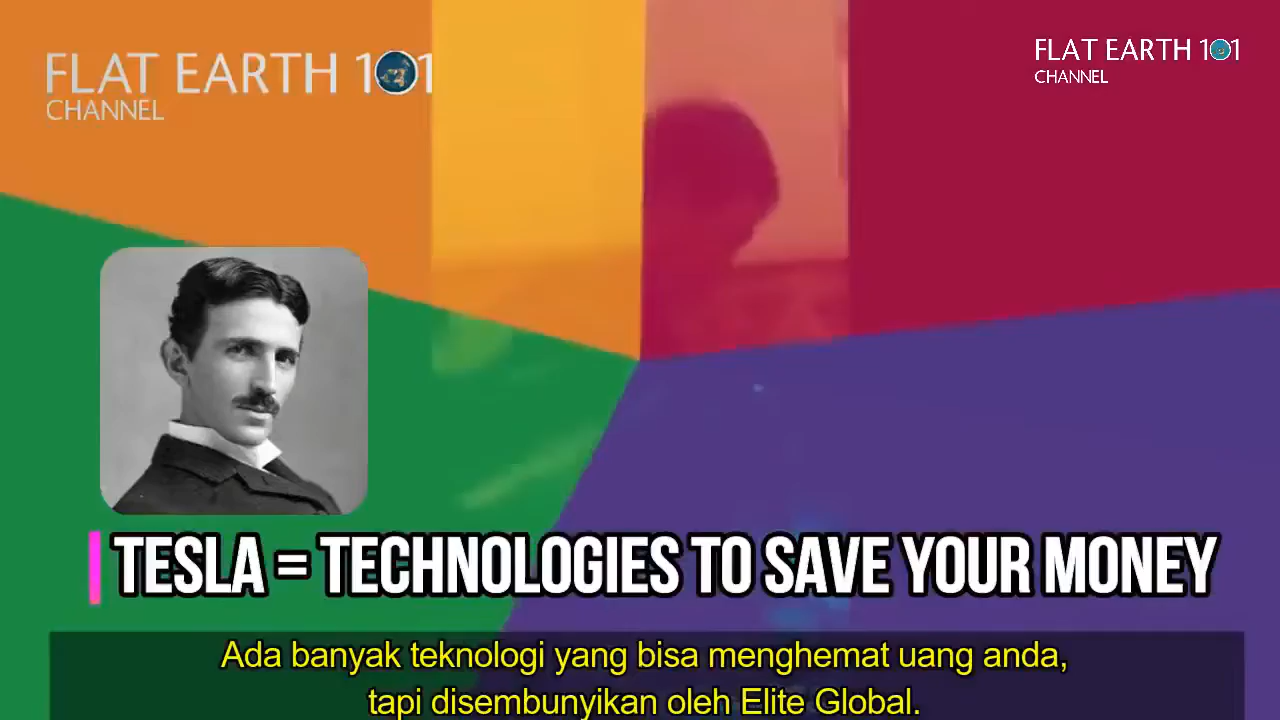 FLAT EARTH 101
CHANNEL
FLAT EARTH 101
CHANNEL
TESLA = TECHNOLOGIES TO SAVE YOUR MONEY
Ada banyak teknologi yang bisa menghemat uang anda,
tapi disembunyikan oleh Elite Global.